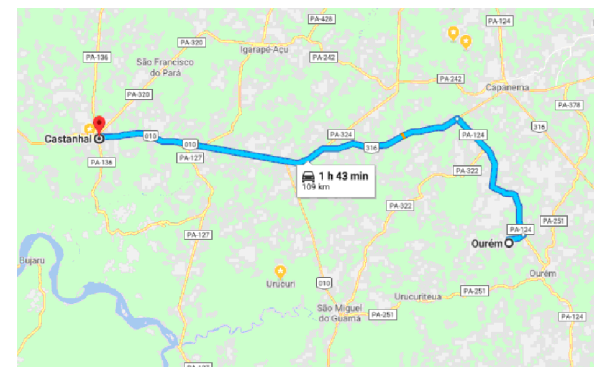 PA-426
PA-124
PA-320
PA-136
Igarapé-Açu
PA-242
São Francisco
do Pará
PA-242
Capanema
PA-320
PA-378
Castanhal
010
010
PA-324
316
PA-124
316
PA-136
PA-127
PA-322
1 h 43 min
109 km
PA-322
PA-251
PA-124
PA-127
Ourém
Bujaru
Ourém
Urucuri
010
Urucuriteua
PA-251
São Miguel
do Guamá
PA-251
PA-124